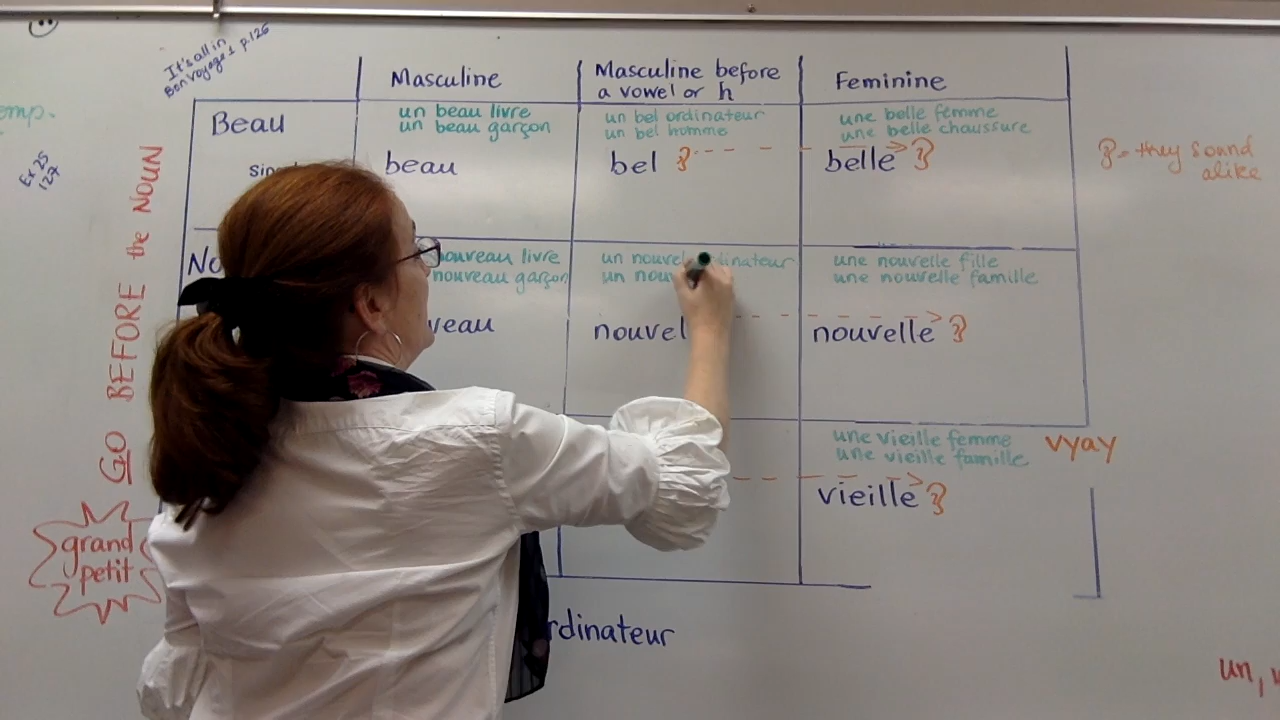 It's all in
Bon voyage 1 p.126
emp.
Ex 25
127
GO BEFORE the NOUN
grand
petit
Masculine
Masculine before
a vowel or h
Feminine
Beau
un beau livre
un beau garçon
beau
un bel ordinateur
un bel homme
bel
une belle femme
une belle chaussure
belle
= they sound
alike
nouveau livre
nouveau garçon
un nouvel
un
nouvel
une nouvelle fille
une nouvelle famille
nouvelle
une vieille femme
une vieille famille
vyay
vieille
ordinateur
un,